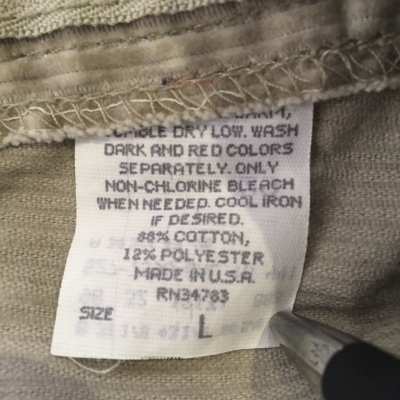 WARM,
TUMBLE DRY LOW. WASH
DARK AND RED COLORS
SEPARATELY. ONLY
NON-CHLORINE BLEACH
WHEN NEEDED. COOL IRON
IF DESIRED.
88% COTTON,
12% POLYESTER
MADE IN U.S.A.
RN34783
SIZE L